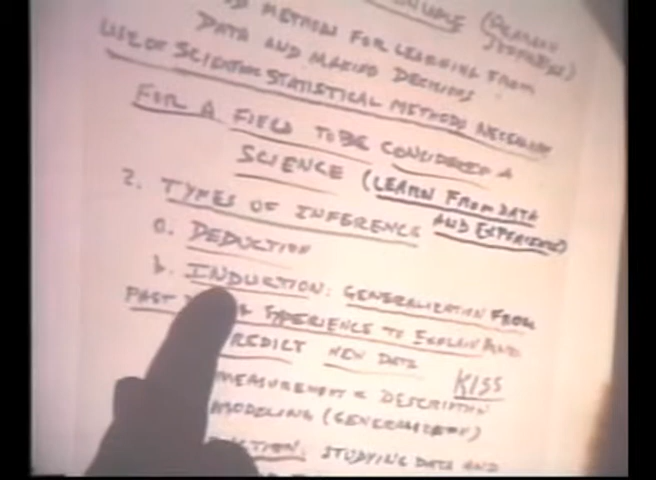 METHOD FOR LEARNING FROM
DATA AND MAKING DECISIONS.
USE OF SCIENTIFIC STATISTICAL METHODS NECESSARY
FOR A FIELD TO BE CONSIDERED A
SCIENCE (LEARN FROM DATA
AND EXPERIENCE)
2. TYPES OF INFERENCE
a. DEDUCTION
b. INDUCTION: GENERALIZATION FROM
PAST EXPERIENCE TO EXPLAIN AND
PREDICT NEW DATA KISS
MEASUREMENT & DESCRIPTION
MODELING (GENERALIZATION)
STUDYING DATA AND